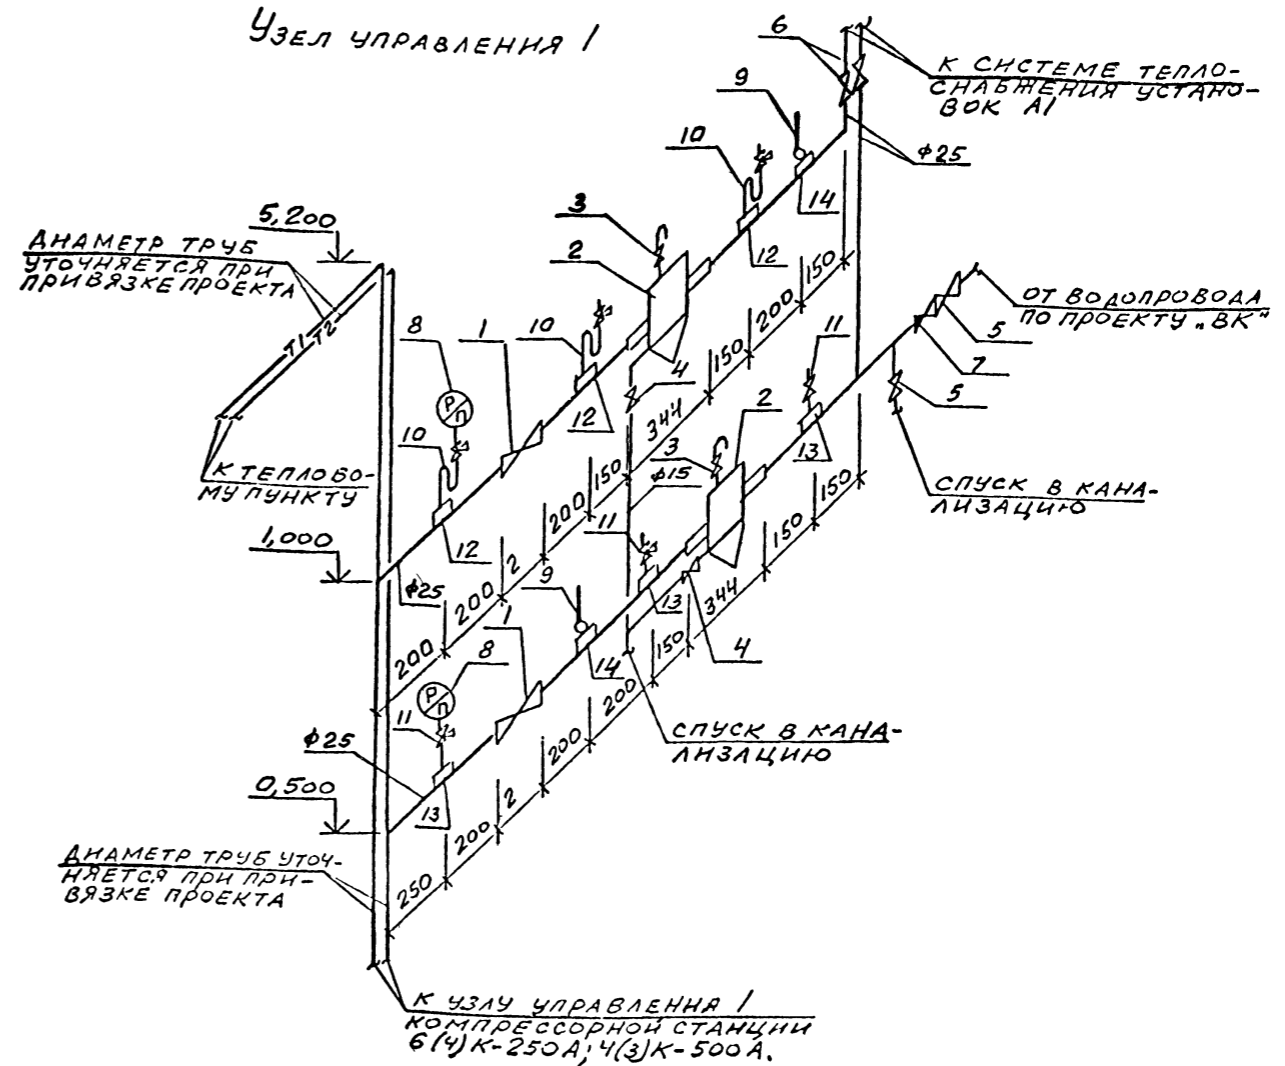 Узел управления 1
6
К СИСТЕМЕ ТЕПЛО-
СНАБЖЕНИЯ УСТАНО-
ВОК А1
9
10
ф25
3
14
5,200
2
12
ДИАМЕТР ТРУБ
УТОЧНЯЕТСЯ ПРИ
ПРИВЯЗКЕ ПРОЕКТА
150
ОТ ВОДОПРОВОДА
ПО ПРОЕКТУ „ВК“
200
8
1
10
11
5
Т1
Т2
150
7
4
Р
П
12
344
2
5
10
3
13
К ТЕПЛОВО-
МУ ПУНКТУ
150
ф15
150
СПУСК В КАНА-
ЛИЗАЦИЮ
1,000
12
200
11
150
2
9
ф25
200
1
13
344
200
8
14
150
4
Р
П
11
200
СПУСК В КАНА-
ЛИЗАЦИЮ
ф25
200
0,500
13
2
200
ДИАМЕТР ТРУБ УТОЧ-
НЯЕТСЯ ПРИ ПРИ-
ВЯЗКЕ ПРОЕКТА
250
К УЗЛУ УПРАВЛЕНИЯ 1
КОМПРЕССОРНОЙ СТАНЦИИ
6(4)К-250А; 4(3)К-500А.